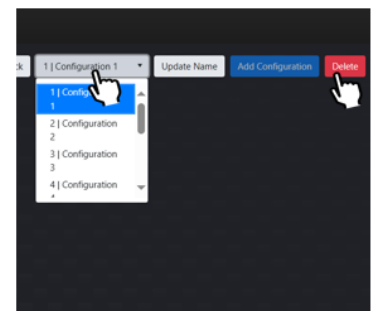 ck 1 | Configuration 1 Update Name Add Configuration Delete
1 | Config
1
2 | Configuration
2
3 | Configuration
3
4 | Configuration